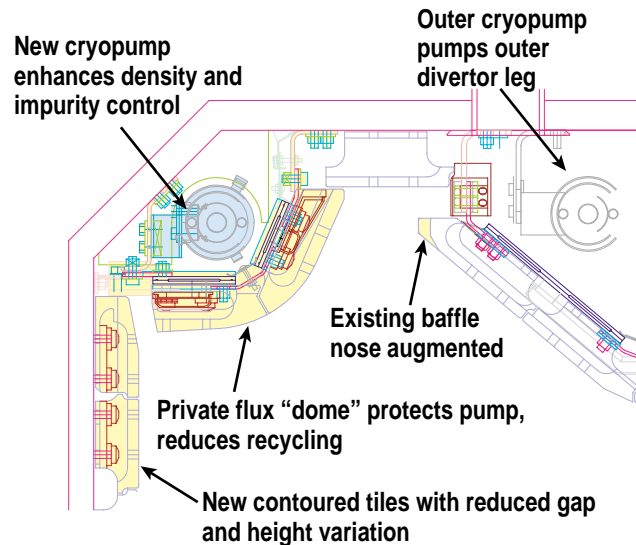 New cryopump
enhances density and
impurity control
Outer cryopump
pumps outer
divertor leg
Existing baffle
nose augmented
Private flux “dome” protects pump,
reduces recycling
New contoured tiles with reduced gap
and height variation